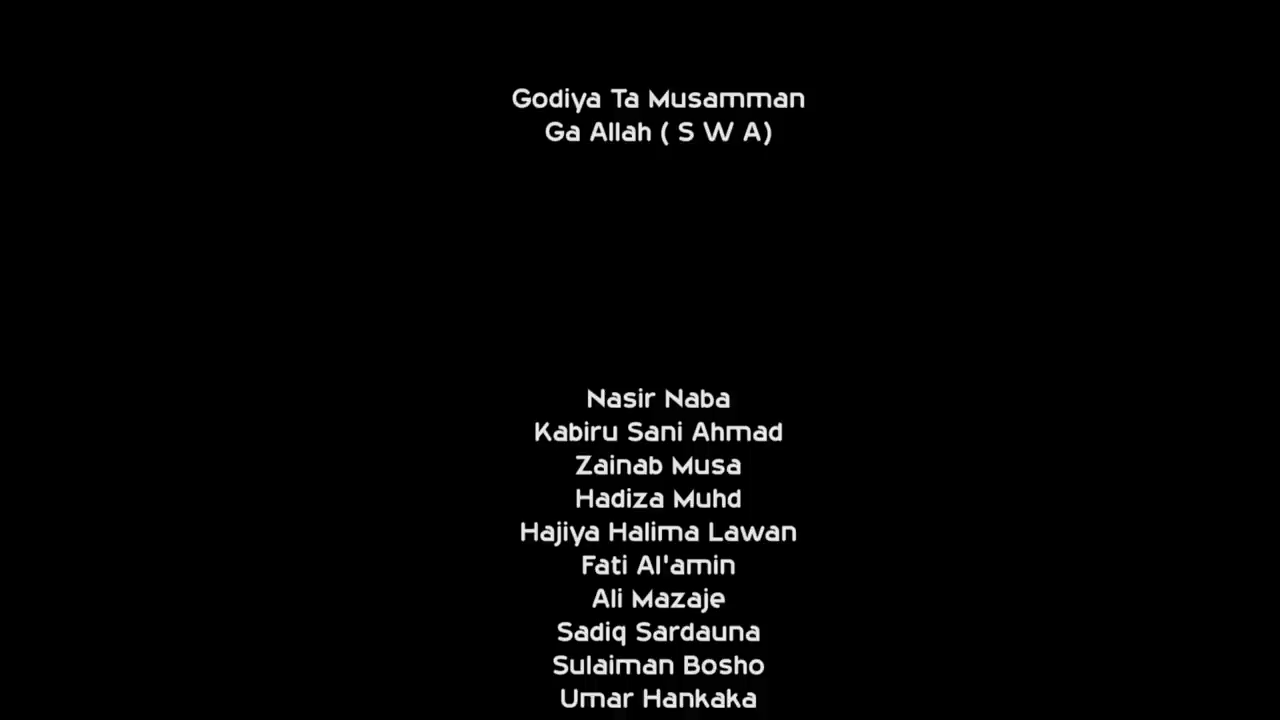 Godiya Ta Musamman
Ga Allah ( S W A)
Nasir Naba
Kabiru Sani Ahmad
Zainab Musa
Hadiza Muhd
Hajiya Halima Lawan
Fati Al'amin
Ali Mazaje
Sadiq Sardauna
Sulaiman Bosho
Umar Hankaka